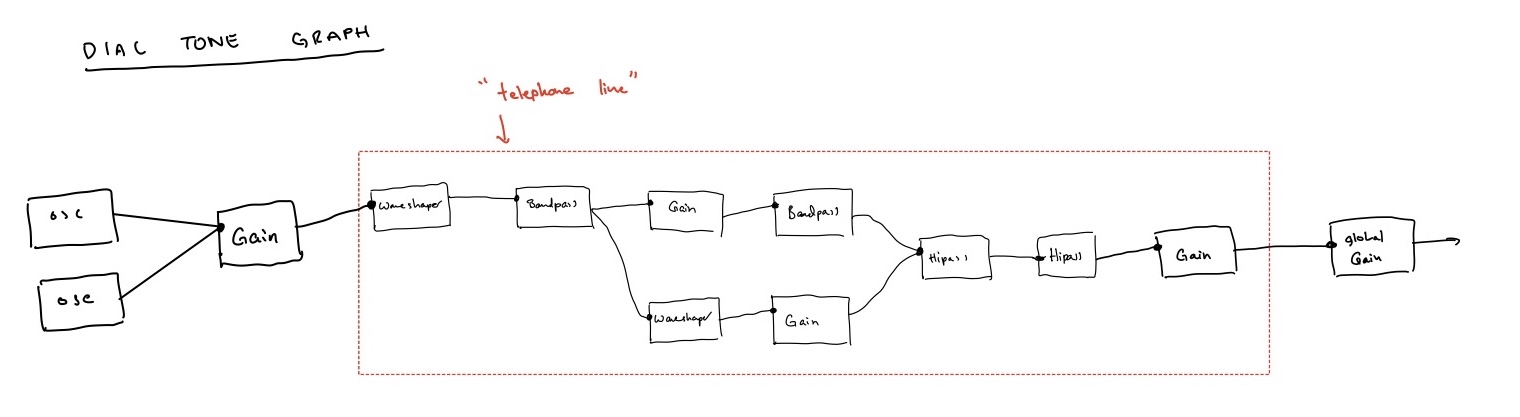 DIAL TONE GRAPH
"telephone line"
osc
osc
Gain
Waveshaper
Bandpass
Gain
Bandpass
Waveshaper
Gain
Hipass
Hipass
Gain
global
Gain